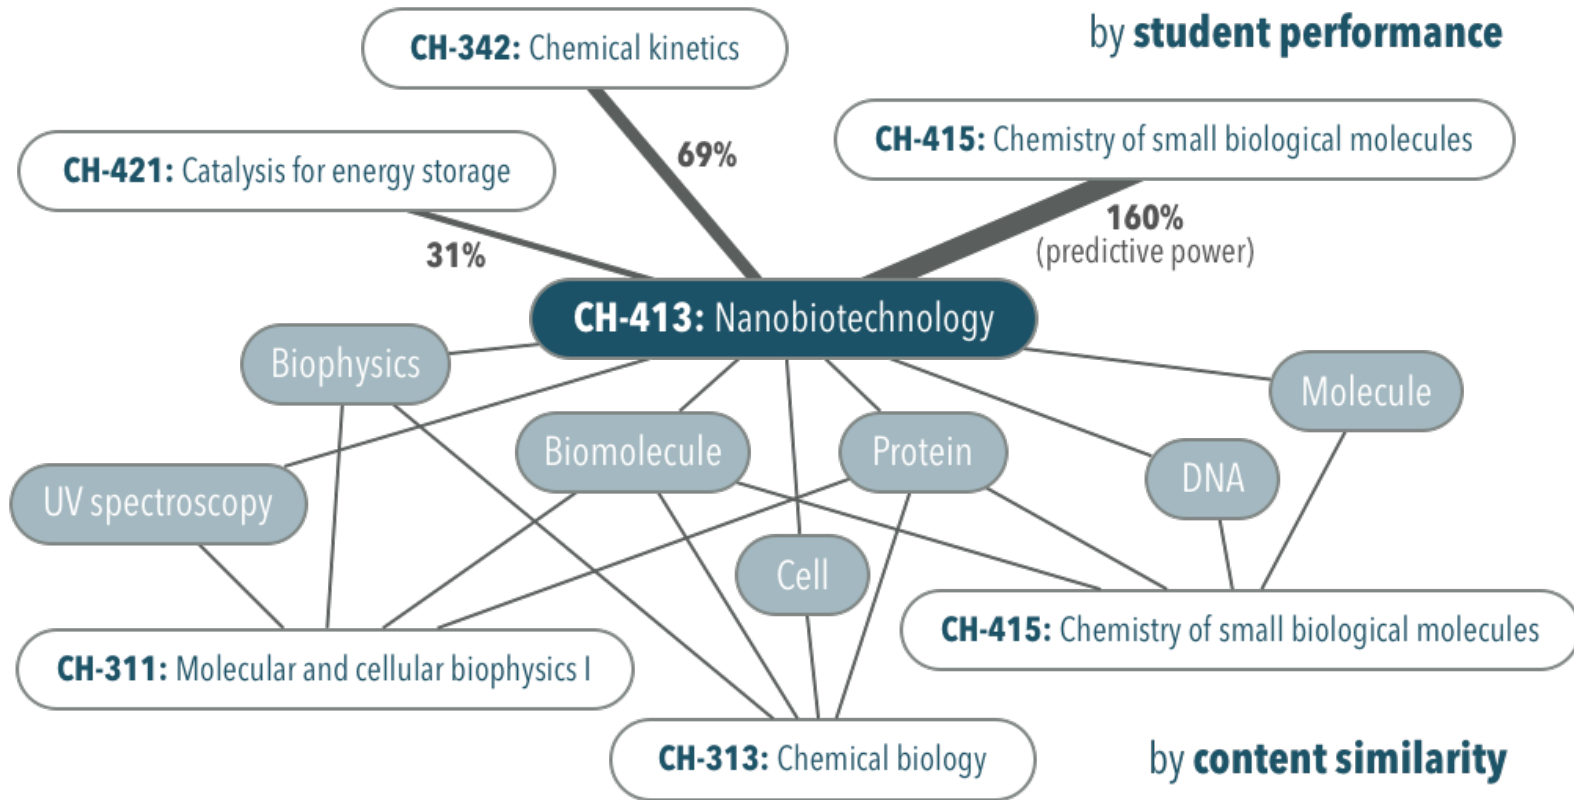 by student performance
CH-342: Chemical kinetics
CH-415: Chemistry of small biological molecules
CH-421: Catalysis for energy storage
69%
160%
(predictive power)
31%
CH-413: Nanobiotechnology
Biophysics
Molecule
Biomolecule
Protein
DNA
UV spectroscopy
Cell
CH-415: Chemistry of small biological molecules
CH-311: Molecular and cellular biophysics I
CH-313: Chemical biology
by content similarity